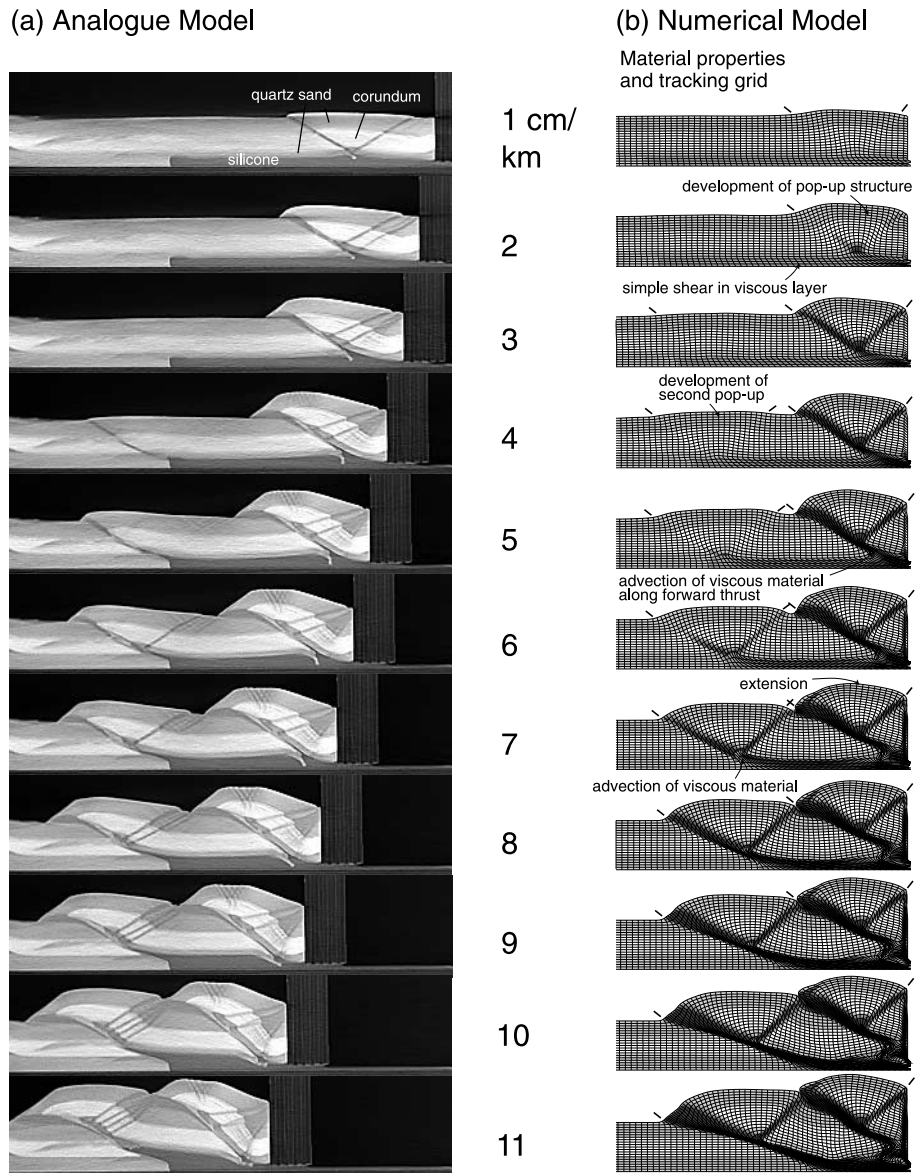 (a) Analogue Model
(b) Numerical Model
Material properties
and tracking grid
quartz sand
corundum
silicone
1 cm/
km
development of pop-up structure
2
simple shear in viscous layer
3
development of
second pop-up
4
5
advection of viscous material
along forward thrust
6
extension
7
advection of viscous material
8
9
10
11